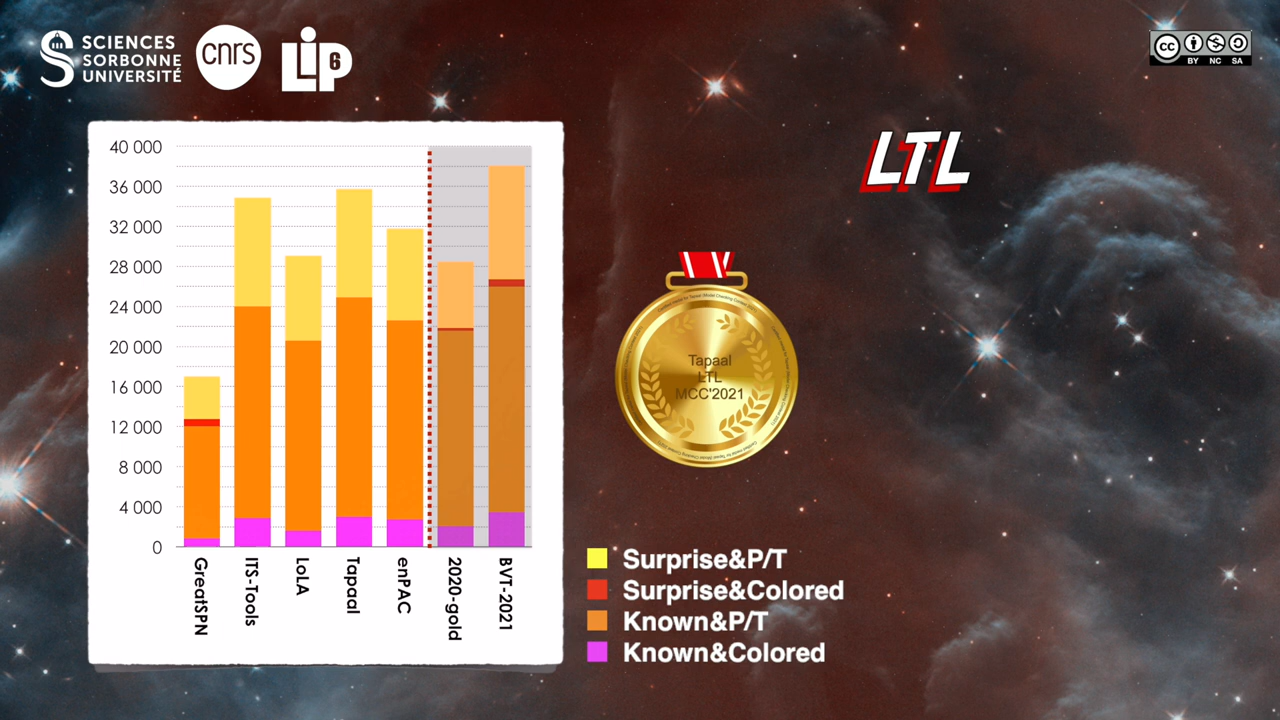 SCIENCES
SORBONNE
UNIVERSITÉ
cnrs
LIP6
CC BY NC SA
LTL
40 000
36 000
32 000
28 000
24 000
20 000
16 000
12 000
8 000
4 000
0
GreatSPN
ITS-Tools
LoLA
Tapaal
enPAC
2020-gold
BVT-2021
Tapaal
LTL
MCC'2021
Surprise&P/T
Surprise&Colored
Known&P/T
Known&Colored